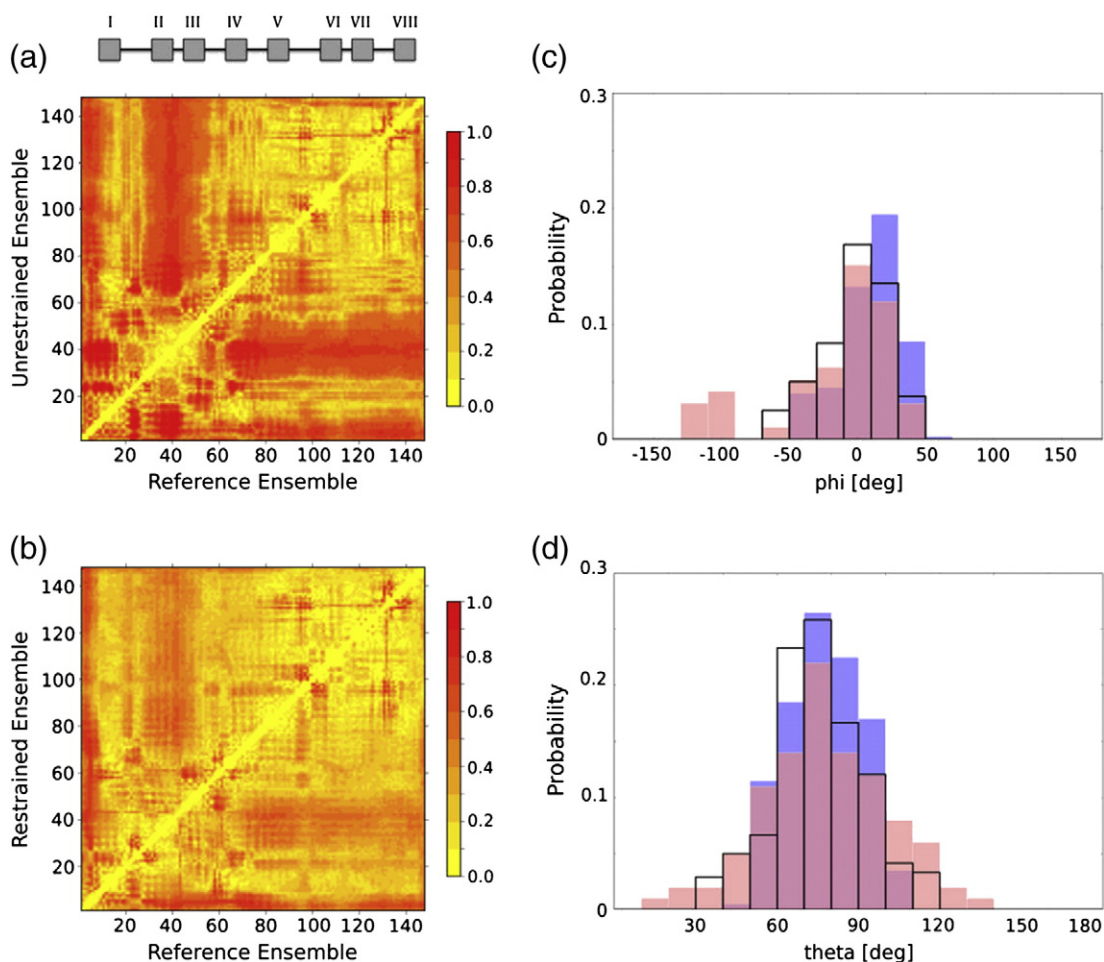 I II III IV V VI VII VIII
(a)
Unrestrained Ensemble
140
120
100
80
60
40
20
20 40 60 80 100 120 140
Reference Ensemble
1.0
0.8
0.6
0.4
0.2
0.0
(b)
Restrained Ensemble
140
120
100
80
60
40
20
20 40 60 80 100 120 140
Reference Ensemble
1.0
0.8
0.6
0.4
0.2
0.0
(c)
Probability
0.3
0.2
0.1
0
-150 -100 -50 0 50 100 150
phi [deg]
(d)
Probability
0.3
0.2
0.1
0
30 60 90 120 150 180
theta [deg]